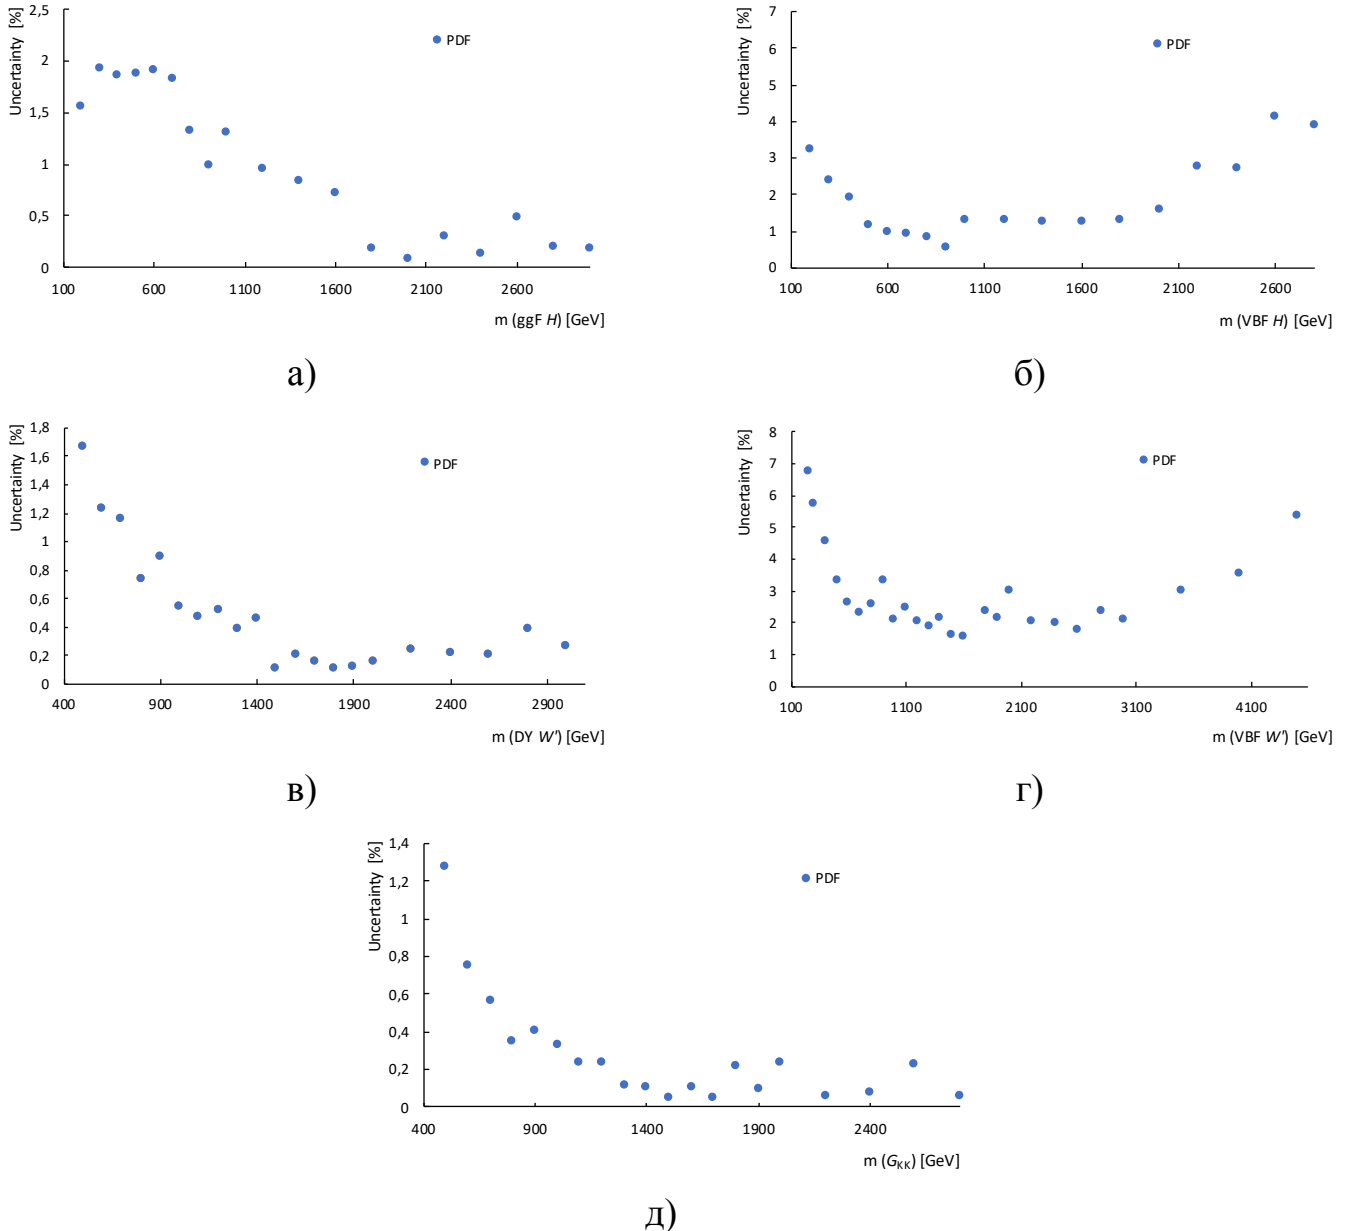 Uncertainty [%]
2,5
2
1,5
1
0,5
0
PDF
100 600 1100 1600 2100 2600
m (ggF H) [GeV]
а)
Uncertainty [%]
7
6
5
4
3
2
1
0
PDF
100 600 1100 1600 2100 2600
m (VBF H) [GeV]
б)
Uncertainty [%]
1,8
1,6
1,4
1,2
1
0,8
0,6
0,4
0,2
0
PDF
400 900 1400 1900 2400 2900
m (DY W') [GeV]
в)
Uncertainty [%]
8
7
6
5
4
3
2
1
0
PDF
100 1100 2100 3100 4100
m (VBF W') [GeV]
г)
Uncertainty [%]
1,4
1,2
1
0,8
0,6
0,4
0,2
0
PDF
400 900 1400 1900 2400
m (GKK) [GeV]
д)